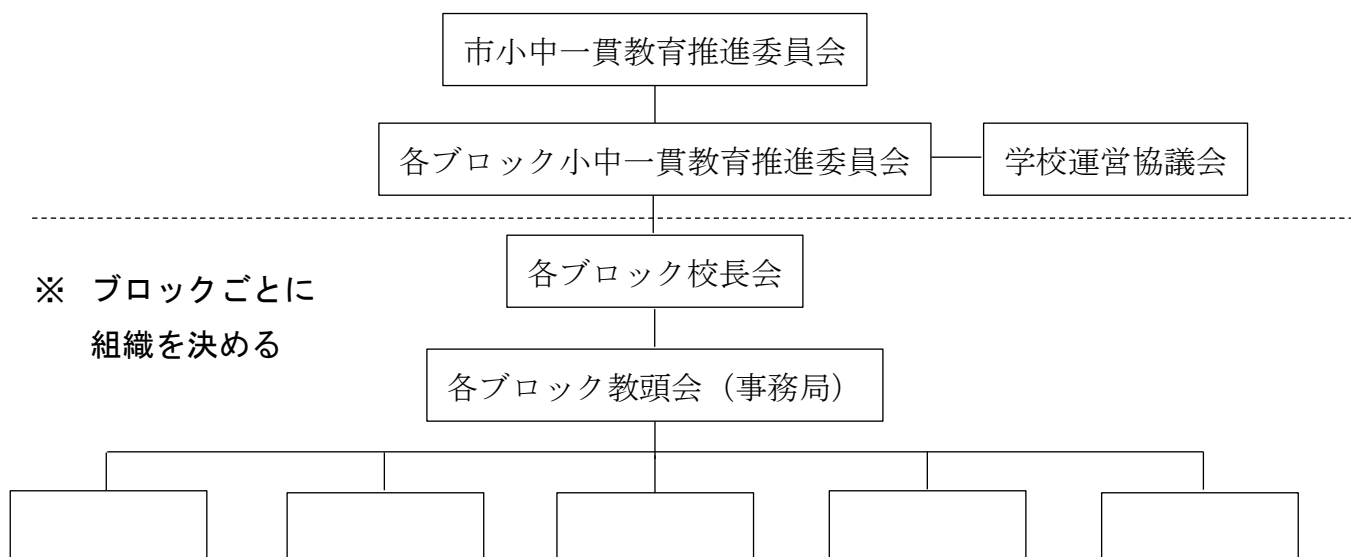 市小中一貫教育推進委員会
各ブロック小中一貫教育推進委員会
学校運営協議会
各ブロック校長会
※ ブロックごとに
組織を決める
各ブロック教頭会（事務局）